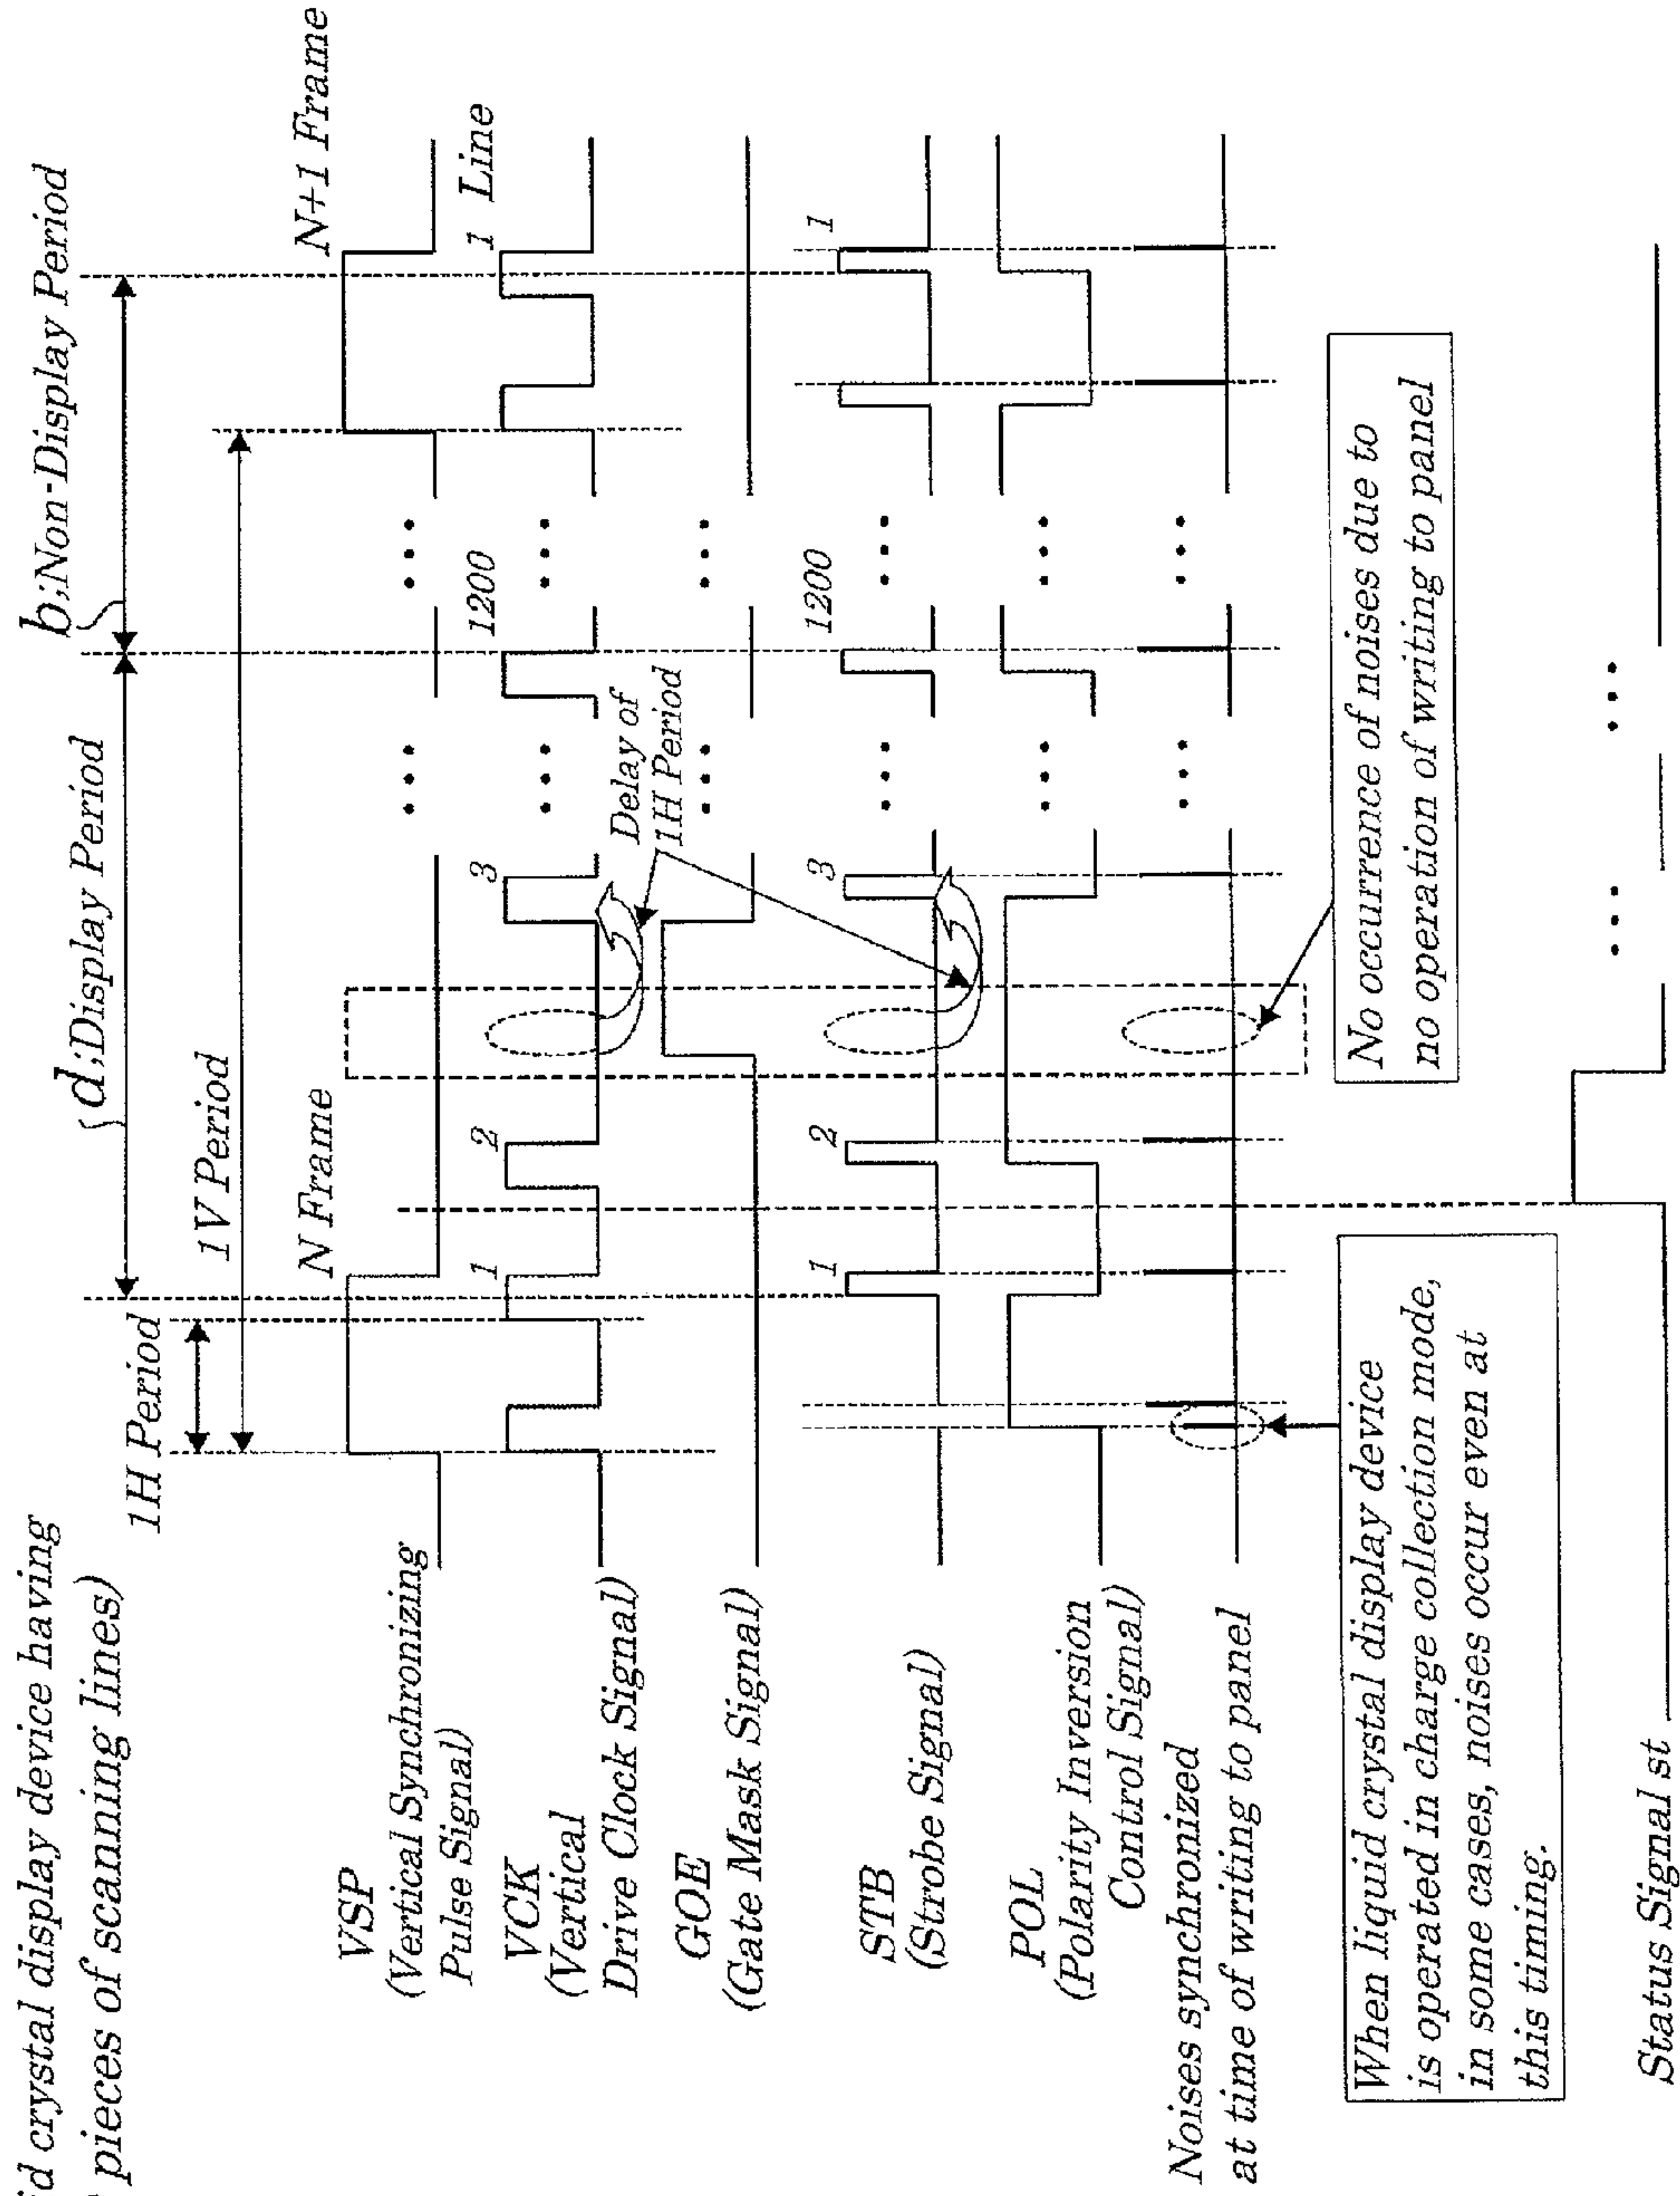 crystal display device having
pieces of scanning lines)
b;Non-Display Period
d;Display Period
1V Period
1H Period
N Frame
N+1 Frame
VSP
(Vertical Synchronizing
Pulse Signal)
1
2
3
1200
1
Line
VCK
(Vertical
Drive Clock Signal)
Delay of
1H Period
GOE
(Gate Mask Signal)
1
2
3
1200
1
STB
(Strobe Signal)
POL
(Polarity Inversion
Control Signal)
Noises synchronized
at time of writing to panel
When liquid crystal display device
is operated in charge collection mode,
in some cases, noises occur even at
this timing.
No occurrence of noises due to
no operation of writing to panel
Status Signal st